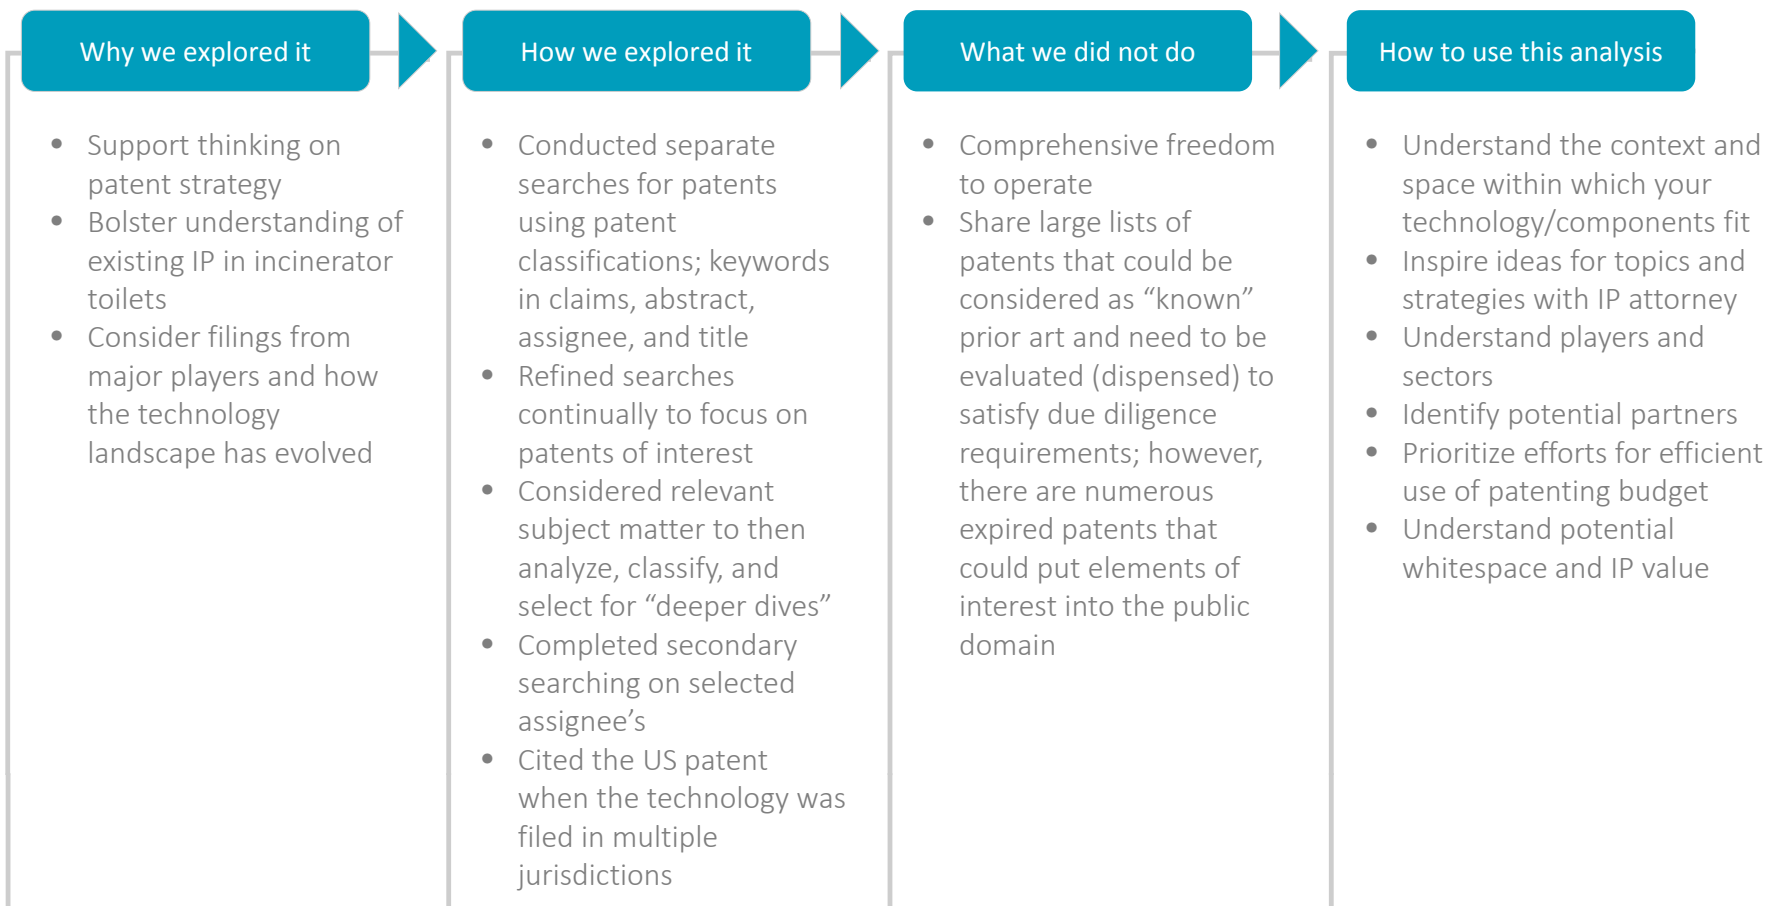 Why we explored it
• Support thinking on
patent strategy
• Bolster understanding of
existing IP in incinerator
toilets
• Consider filings from
major players and how
the technology
landscape has evolved
How we explored it
• Conducted separate
searches for patents
using patent
classifications; keywords
in claims, abstract,
assignee, and title
• Refined searches
continually to focus on
patents of interest
• Considered relevant
subject matter to then
analyze, classify, and
select for “deeper dives”
• Completed secondary
searching on selected
assignee’s
• Cited the US patent
when the technology was
filed in multiple
jurisdictions
What we did not do
• Comprehensive freedom
to operate
• Share large lists of
patents that could be
considered as “known”
prior art and need to be
evaluated (dispensed) to
satisfy due diligence
requirements; however,
there are numerous
expired patents that
could put elements of
interest into the public
domain
How to use this analysis
• Understand the context and
space within which your
technology/components fit
• Inspire ideas for topics and
strategies with IP attorney
• Understand players and
sectors
• Identify potential partners
• Prioritize efforts for efficient
use of patenting budget
• Understand potential
whitespace and IP value